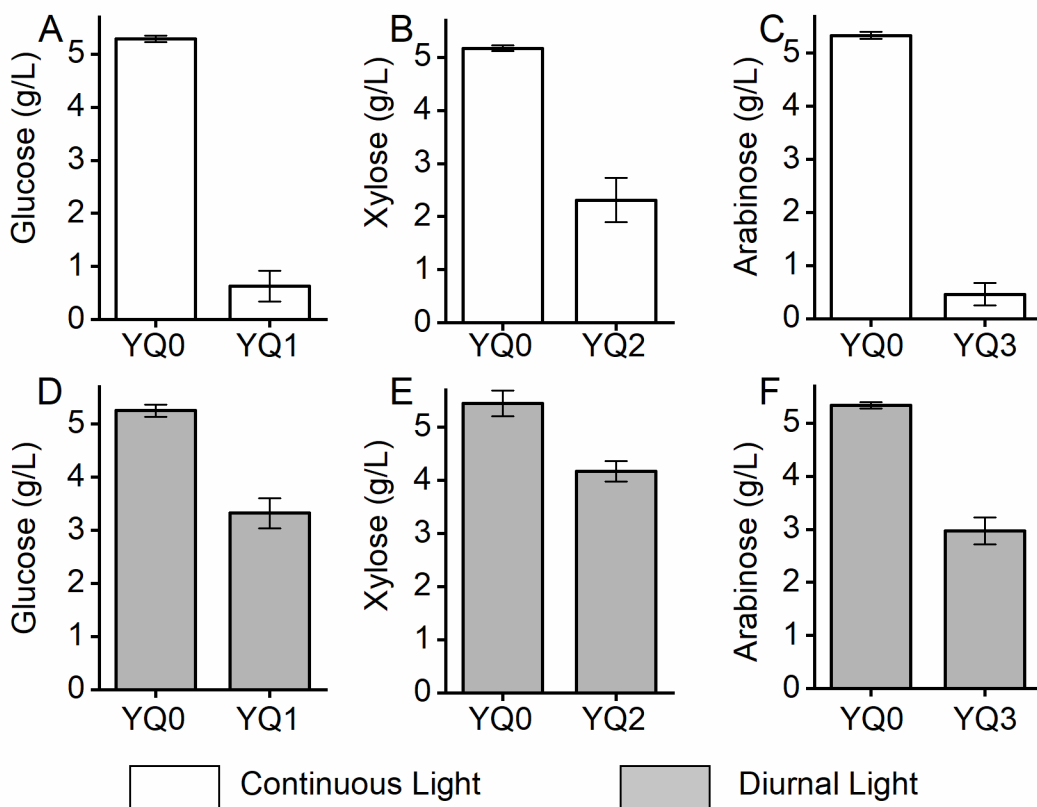 A
Glucose (g/L)
5
4
3
2
1
0
YQ0 YQ1
B
Xylose (g/L)
5
4
3
2
1
0
YQ0 YQ2
C
Arabinose (g/L)
5
4
3
2
1
0
YQ0 YQ3
D
Glucose (g/L)
5
4
3
2
1
0
YQ0 YQ1
E
Xylose (g/L)
5
4
3
2
1
0
YQ0 YQ2
F
Arabinose (g/L)
5
4
3
2
1
0
YQ0 YQ3
Continuous Light
Diurnal Light